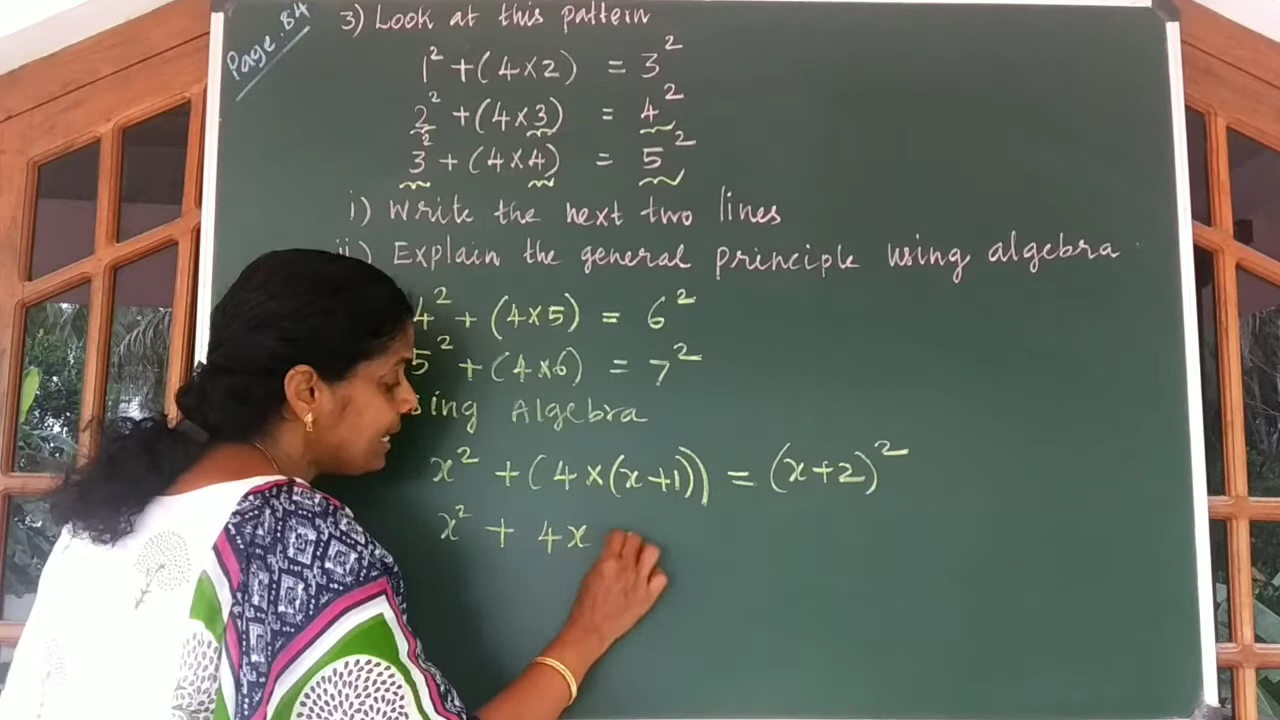 Page.84
3) Look at this pattern
1² + (4×2) = 3²
2² + (4×3) = 4²
3² + (4×4) = 5²
i) Write the next two lines
ii) Explain the general principle using algebra.
4² + (4×5) = 6²
5² + (4×6) = 7²
sing Algebra
x² + (4×(x+1)) = (x+2)²
x² + 4x